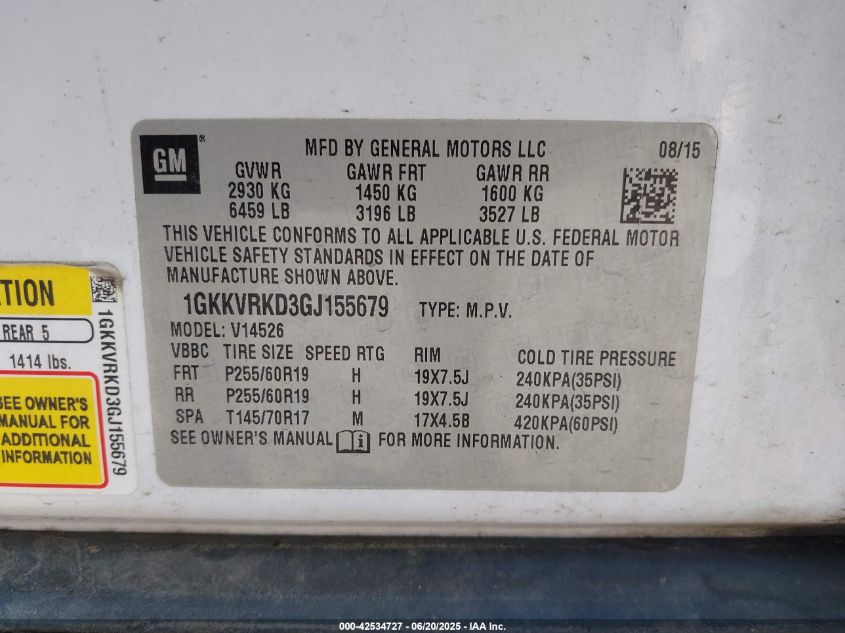 GM®
MFD BY GENERAL MOTORS LLC 08/15
GVWR GAWR FRT GAWR RR
2930 KG 1450 KG 1600 KG
6459 LB 3196 LB 3527 LB
THIS VEHICLE CONFORMS TO ALL APPLICABLE U.S. FEDERAL MOTOR
VEHICLE SAFETY STANDARDS IN EFFECT ON THE DATE OF
MANUFACTURE SHOWN ABOVE.
1GKKVRKD3GJ155679 TYPE: M.P.V.
MODEL: V14526
VBBC TIRE SIZE SPEED RTG RIM COLD TIRE PRESSURE
FRT P255/60R19 H 19X7.5J 240KPA(35PSI)
RR P255/60R19 H 19X7.5J 240KPA(35PSI)
SPA T145/70R17 M 17X4.5B 420KPA(60PSI)
SEE OWNER'S MANUAL FOR MORE INFORMATION.
REAR 5
1414 lbs.
SEE OWNER'S
MANUAL FOR
ADDITIONAL
INFORMATION
1GKKVRKD3GJ155679
000-42534727 - 06/20/2025 - IAA Inc.